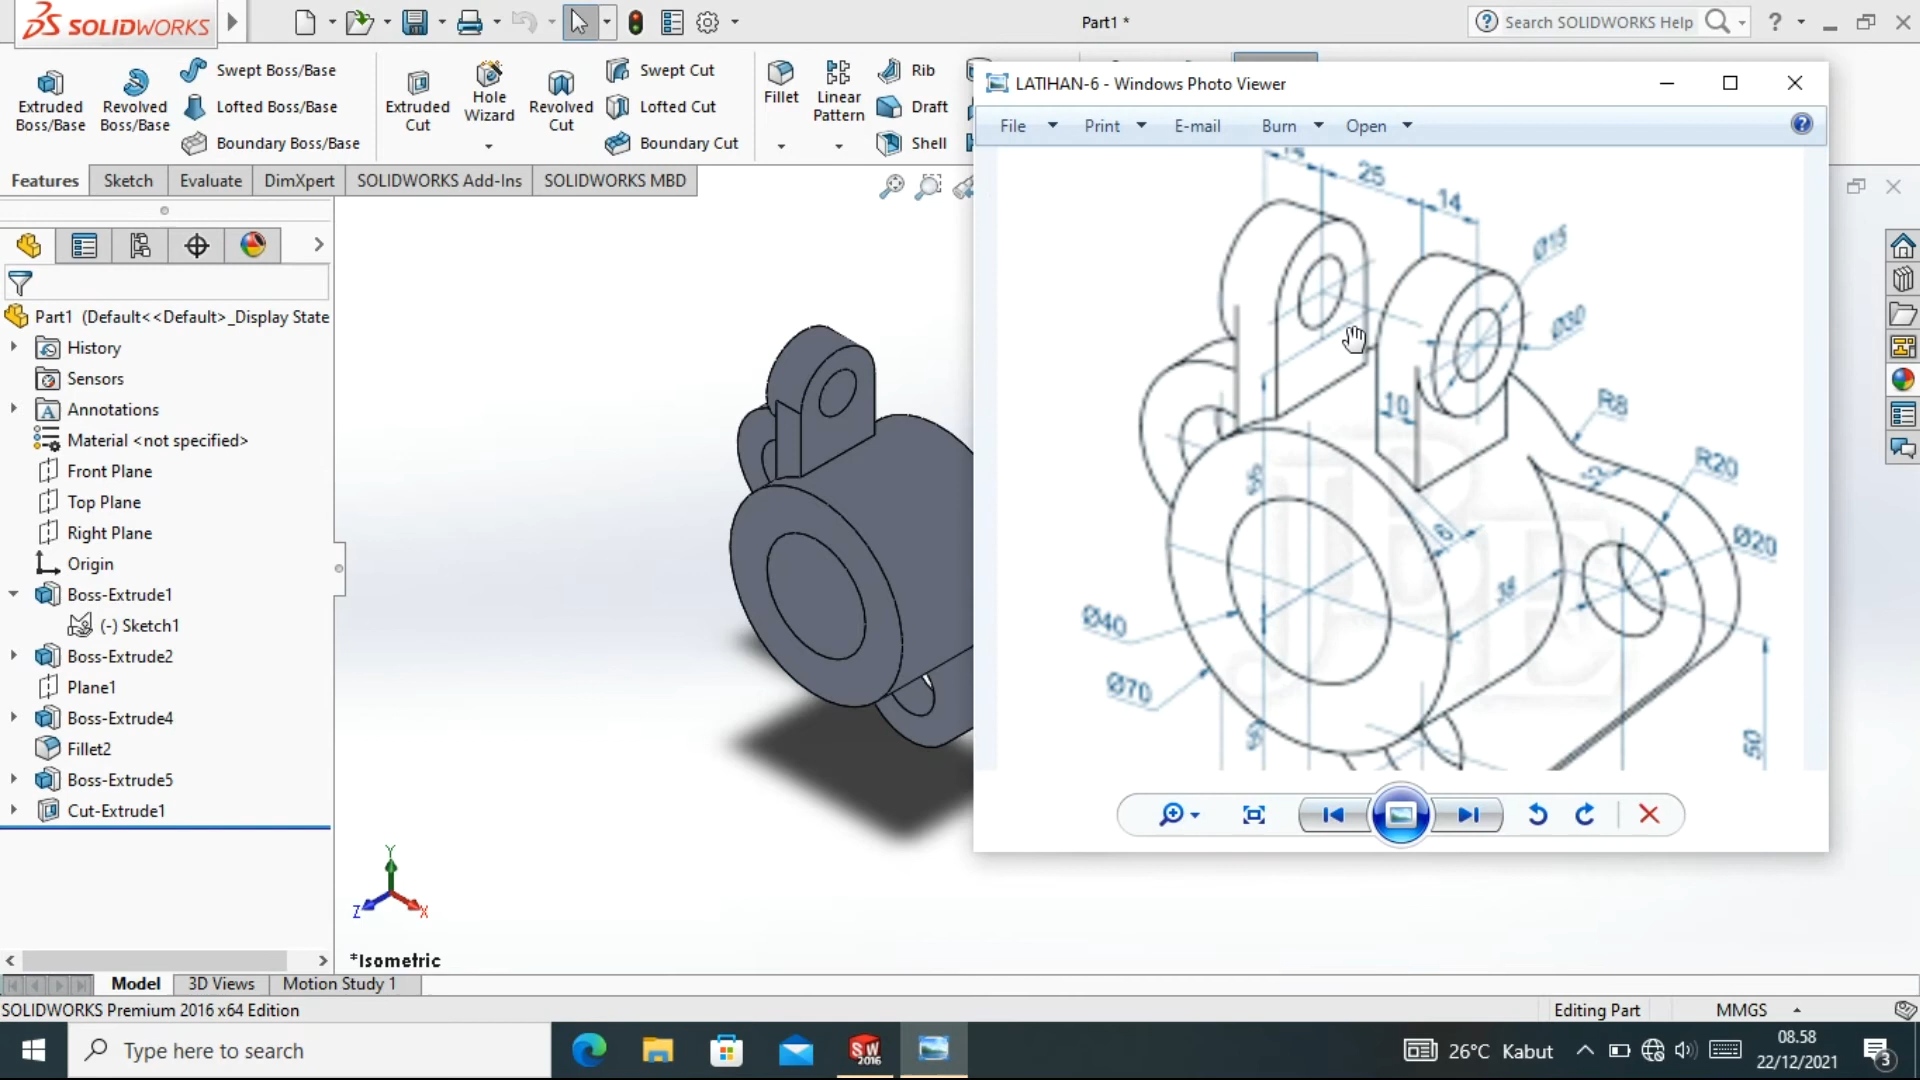 SOLIDWORKS
Part1 *
Search SOLIDWORKS Help
Extruded Boss/Base
Revolved Boss/Base
Swept Boss/Base
Lofted Boss/Base
Boundary Boss/Base
Extruded Cut
Hole Wizard
Revolved Cut
Swept Cut
Lofted Cut
Boundary Cut
Fillet
Linear Pattern
Rib
Draft
Shell
Features
Sketch
Evaluate
DimXpert
SOLIDWORKS Add-Ins
SOLIDWORKS MBD
LATIHAN-6 - Windows Photo Viewer
File
Print
E-mail
Burn
Open
25
14
Ø15
Ø30
10
R8
R20
Ø20
Ø40
Ø70
50
Part1 (Default<<Default>_Display State
History
Sensors
Annotations
Material <not specified>
Front Plane
Top Plane
Right Plane
Origin
Boss-Extrude1
(-) Sketch1
Boss-Extrude2
Plane1
Boss-Extrude4
Fillet2
Boss-Extrude5
Cut-Extrude1
Y
Z
X
*Isometric
Model
3D Views
Motion Study 1
SOLIDWORKS Premium 2016 x64 Edition
Editing Part
MMGS
Type here to search
SW
2016
26°C Kabut
08.58
22/12/2021
3